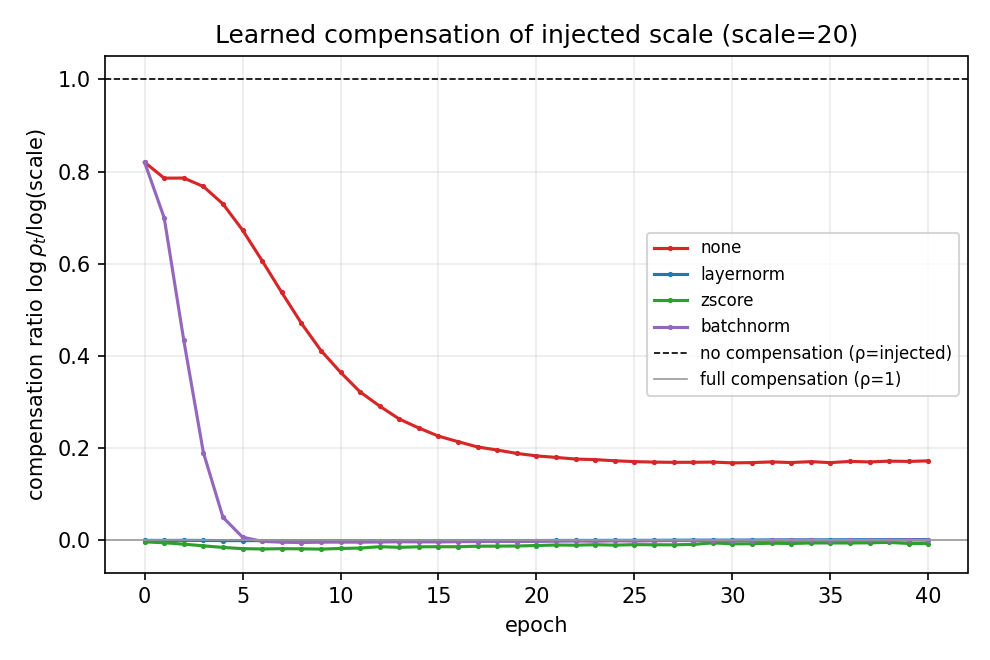 Learned compensation of injected scale (scale=20)
compensation ratio log ρₜ/log(scale)
1.0
0.8
0.6
0.4
0.2
0.0
none
layernorm
zscore
batchnorm
no compensation (ρ=injected)
full compensation (ρ=1)
0 5 10 15 20 25 30 35 40
epoch